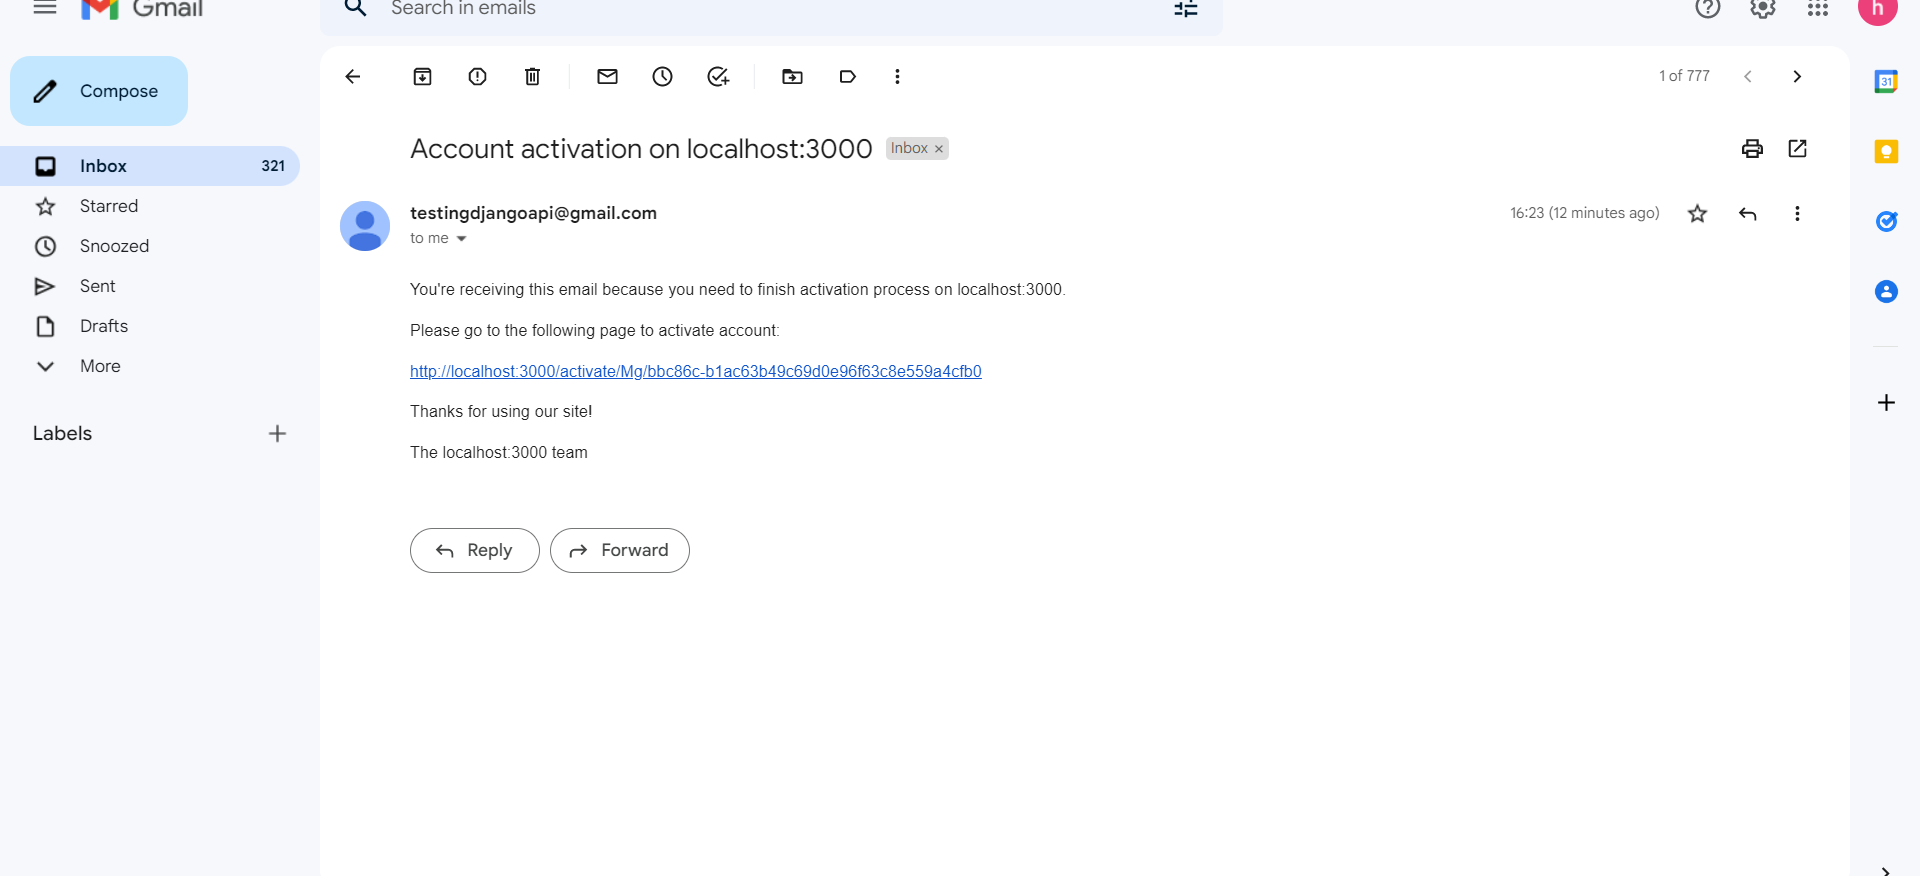 Gmail
Search in emails
h
Compose
1 of 777
31
Account activation on localhost:3000
Inbox ×
Inbox 321
Starred
Snoozed
Sent
Drafts
More
Labels
testingdjangoapi@gmail.com
16:23 (12 minutes ago)
to me
You're receiving this email because you need to finish activation process on localhost:3000.
Please go to the following page to activate account:
http://localhost:3000/activate/Mg/bbc86c-b1ac63b49c69d0e96f63c8e559a4cfb0
Thanks for using our site!
The localhost:3000 team
Reply
Forward